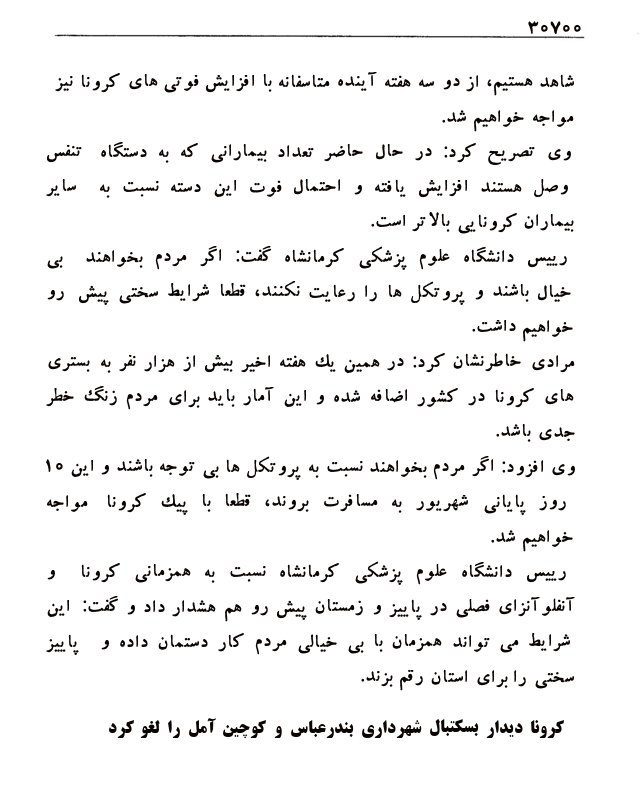 ۳۰۷۰۰
شاهد هستیم، از دو سه هفته آینده متاسفانه با افزایش فوتی های کرونا نیز
مواجه خواهیم شد.
وی تصریح کرد: در حال حاضر تعداد بیمارانی که به دستگاه تنفس
وصل هستند افزایش یافته و احتمال فوت این دسته نسبت به سایر
بیماران کرونایی بالاتر است.
رییس دانشگاه علوم پزشکی کرمانشاه گفت: اگر مردم بخواهند بی
خیال باشند و پروتکل ها را رعایت نکنند، قطعا شرایط سختی پیش رو
خواهیم داشت.
مرادی خاطرنشان کرد: در همین یك هفته اخیر بیش از هزار نفر به بستری
های کرونا در کشور اضافه شده و این آمار باید برای مردم زنگ خطر
جدی باشد.
وی افزود: اگر مردم بخواهند نسبت به پروتکل ها بی توجه باشند و این ۱۵
روز پایانی شهریور به مسافرت بروند، قطعا با پیك کرونا مواجه
خواهیم شد.
رییس دانشگاه علوم پزشکی کرمانشاه نسبت به همزمانی کرونا و
آنفلوآنزای فصلی در پاییز و زمستان پیش رو هم هشدار داد و گفت: این
شرایط می تواند همزمان با بی خیالی مردم کار دستمان داده و پاییز
سختی را برای استان رقم بزند.
کرونا دیدار بسکتبال شهرداری بندرعباس و کوچین آمل را لغو کرد